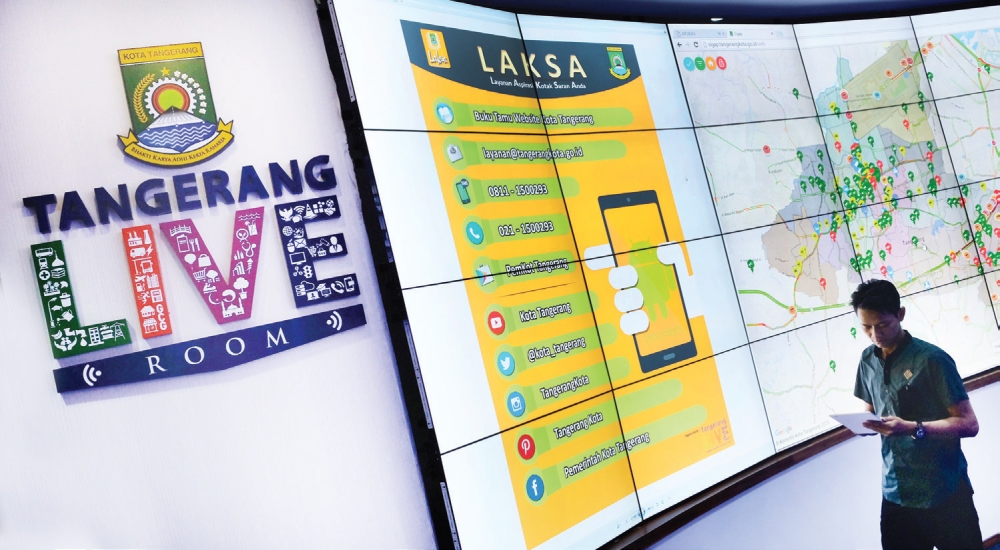 KOTA TANGERANG
BHAKTI KARYA ADHI KERTA RAHARJA
TANGERANG
LIVE
ROOM
LAKSA
Layanan Aspirasi Kotak Saran Anda
Buku Tamu Website Kota Tangerang
layanan@tangerangkota.go.id
0811 - 1500293
021 - 1500293
PemKot Tangerang
Kota Tangerang
@kota_tangerang
TangerangKota
Tangerang Kota
Pemerintah Kota Tangerang